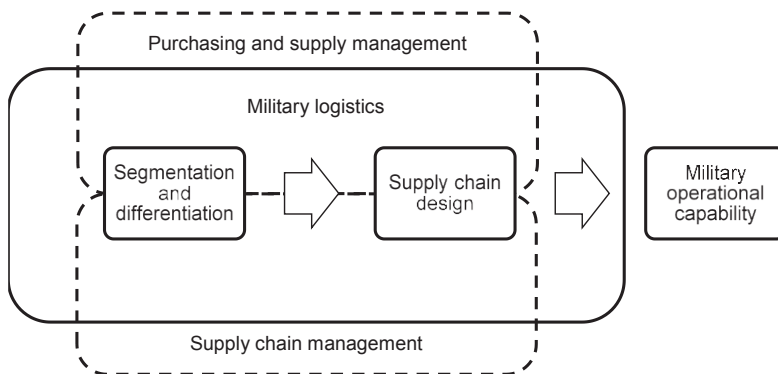 Purchasing and supply management
Military logistics
Segmentation
and
differentiation
Supply chain
design
Military
operational
capability
Supply chain management